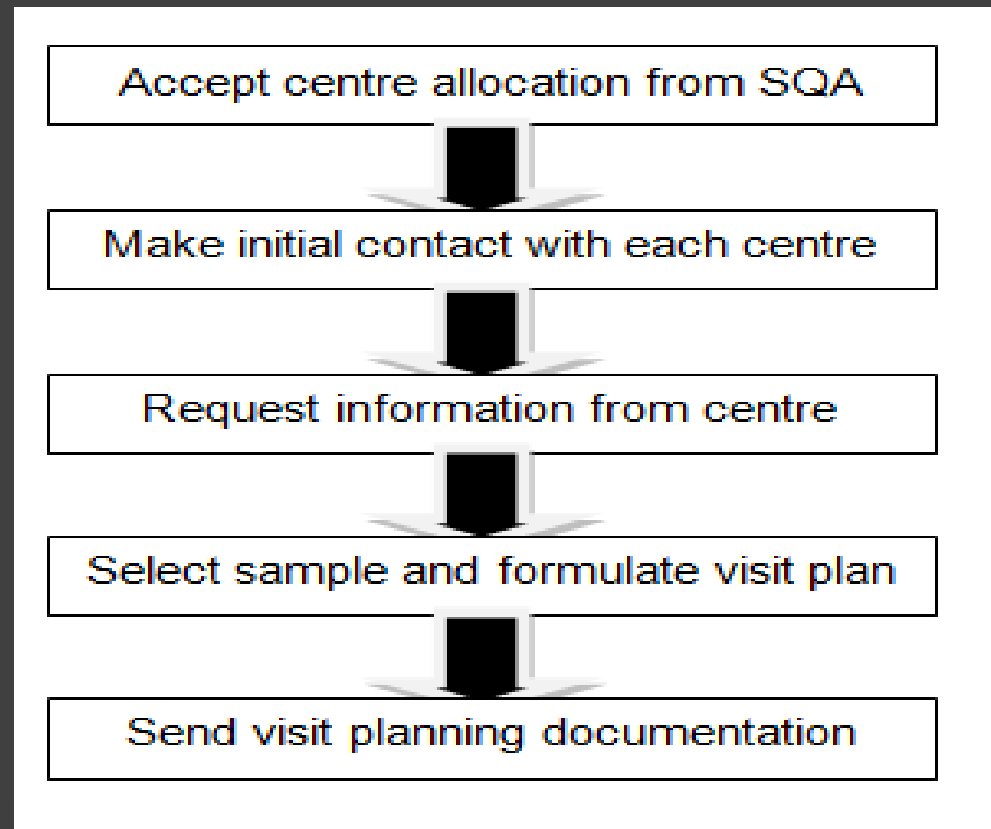 Accept centre allocation from SQA
Make initial contact with each centre
Request information from centre
Select sample and formulate visit plan
Send visit planning documentation